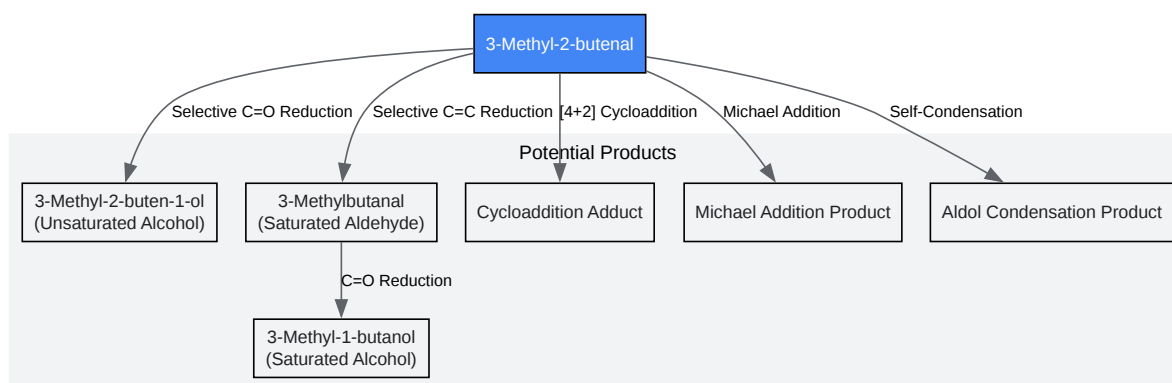 3-Methyl-2-butenal
Selective C=O Reduction
Selective C=C Reduction
[4+2] Cycloaddition
Michael Addition
Self-Condensation
Potential Products
3-Methyl-2-buten-1-ol
(Unsaturated Alcohol)
3-Methylbutanal
(Saturated Aldehyde)
Cycloaddition Adduct
Michael Addition Product
Aldol Condensation Product
C=O Reduction
3-Methyl-1-butanol
(Saturated Alcohol)